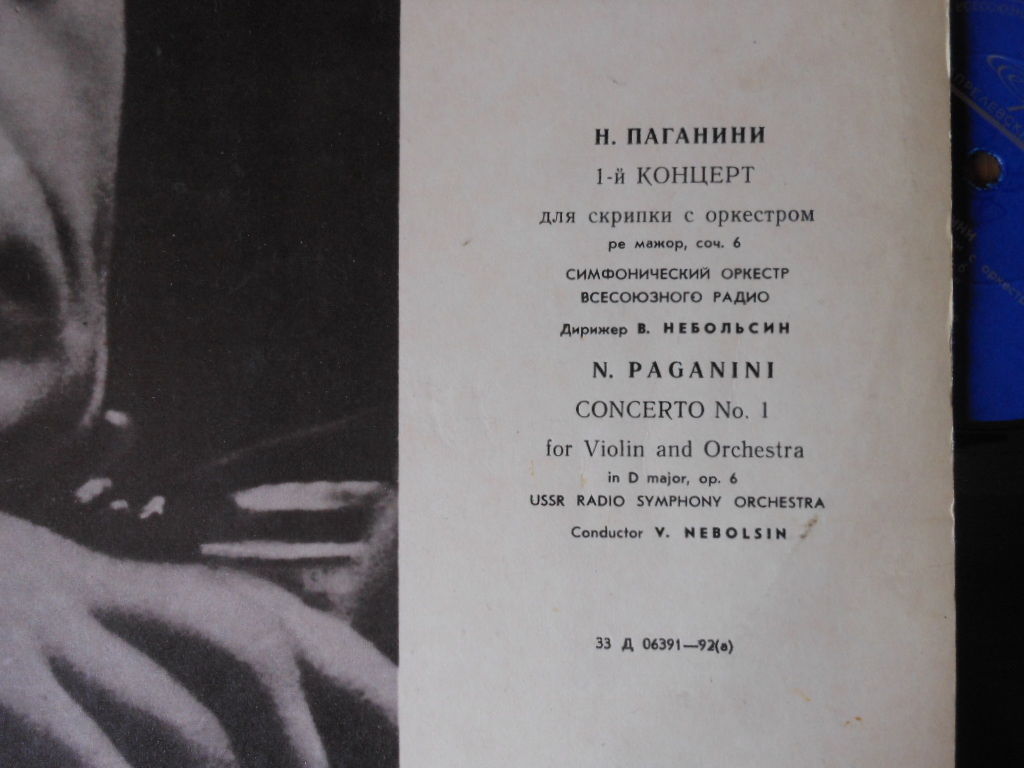 Н. ПАГАНИНИ
1-й КОНЦЕРТ
для скрипки с оркестром
ре мажор, соч. 6
СИМФОНИЧЕСКИЙ ОРКЕСТР
ВСЕСОЮЗНОГО РАДИО
Дирижер В. НЕБОЛЬСИН
N. PAGANINI
CONCERTO No. 1
for Violin and Orchestra
in D major, op. 6
USSR RADIO SYMPHONY ORCHESTRA
Conductor V. NEBOLSIN
33 Д 06391—92(а)